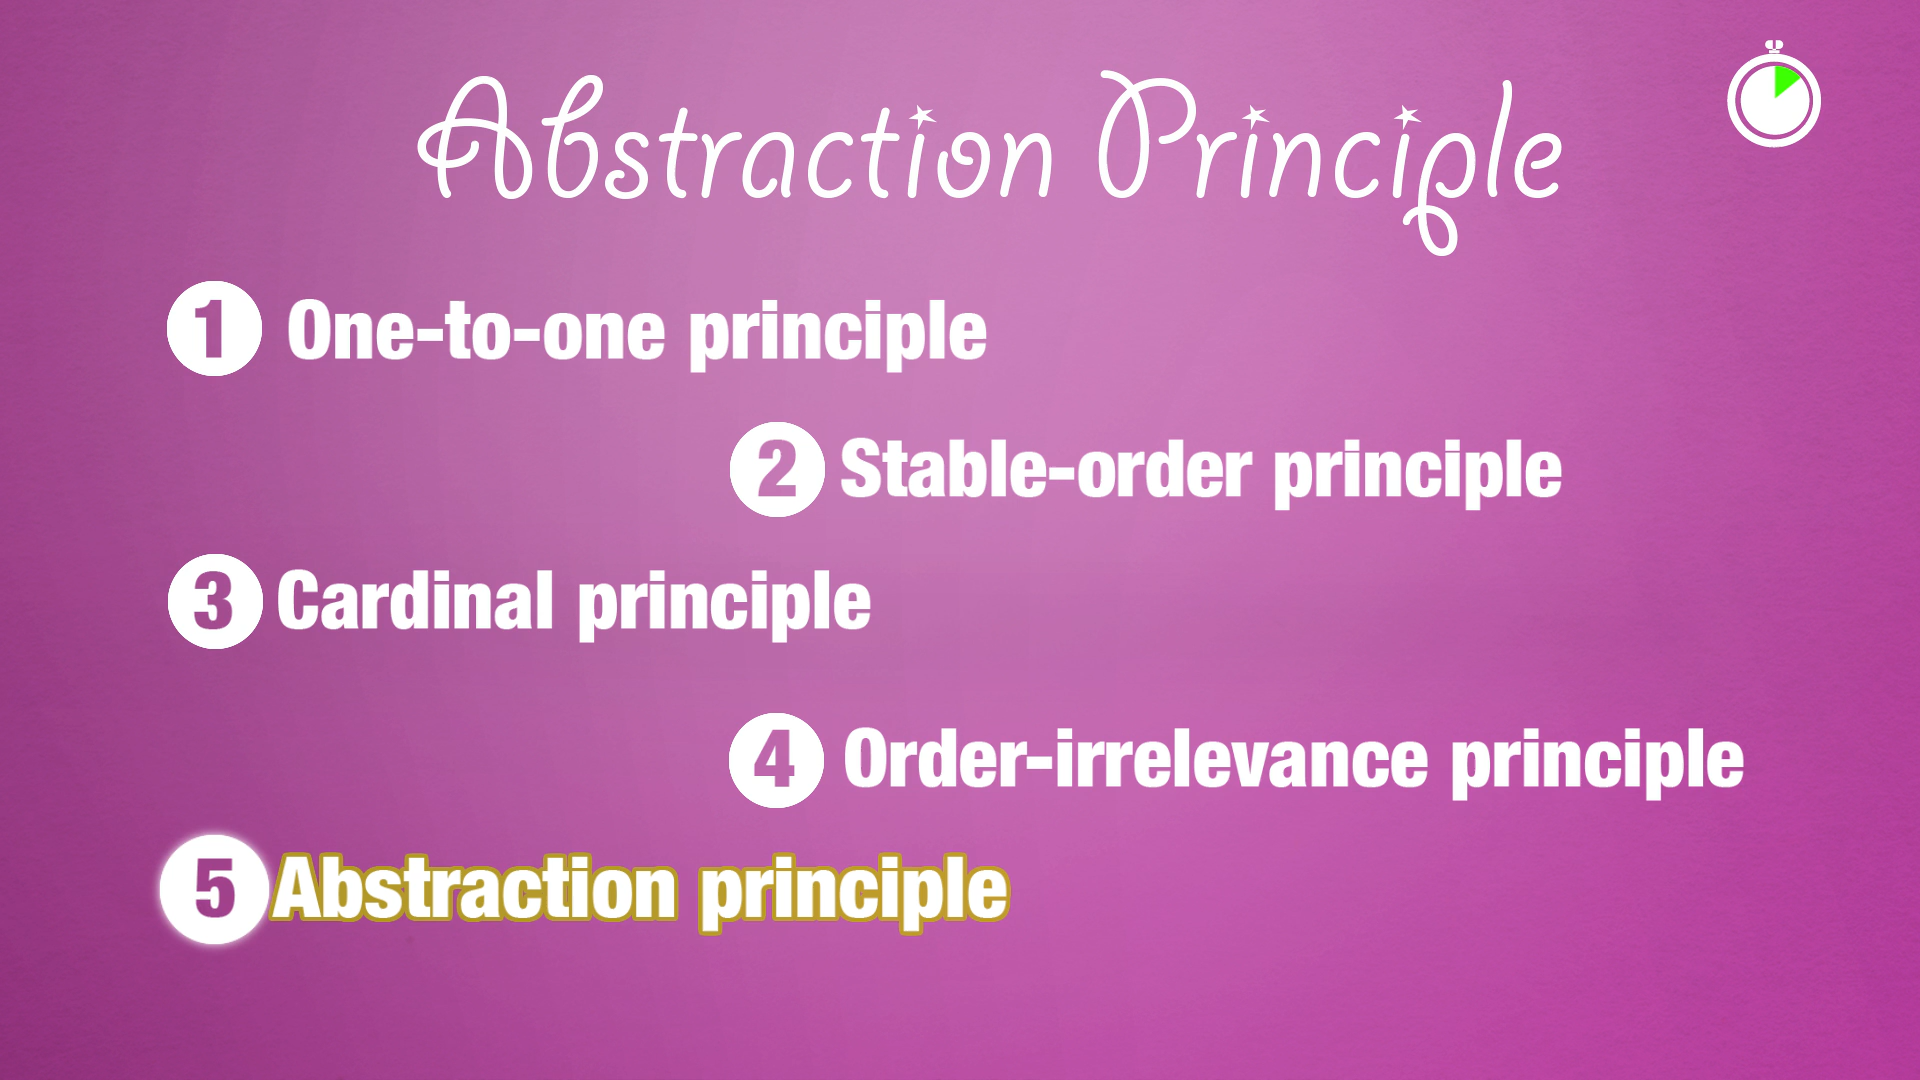 Abstraction Principle
1 One-to-one principle
2 Stable-order principle
3 Cardinal principle
4 Order-irrelevance principle
5 Abstraction principle